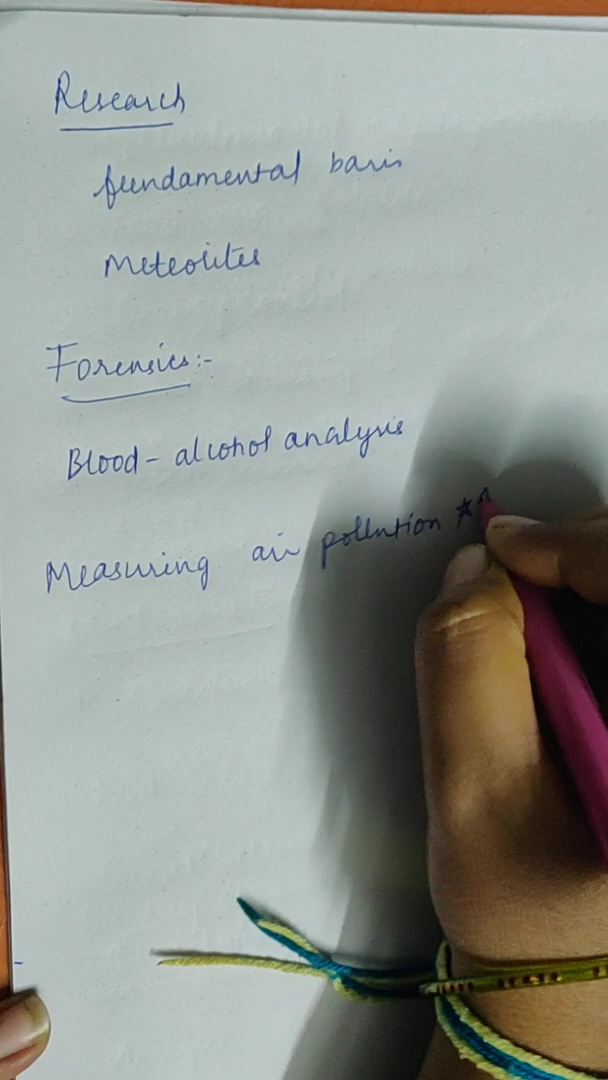 Research
fundamental basis
Meteorites
Forensics:-
Blood-alcohol analysis
Measuring air pollution **